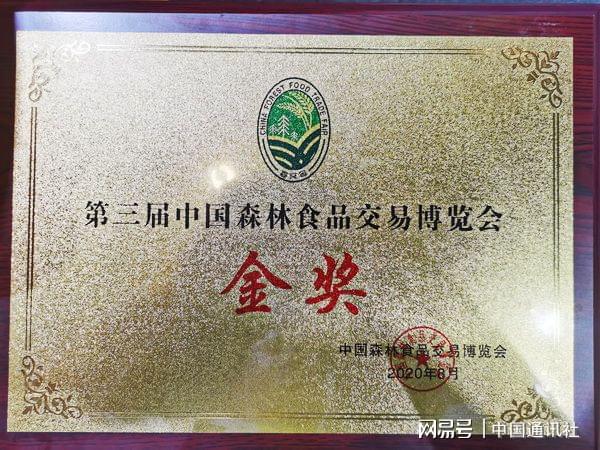 CHINA FOREST FOOD TRADE FAIR
第三届中国森林食品交易博览会
金奖
中国森林食品交易博览会
2020年8月
网易号 | 中国通讯社